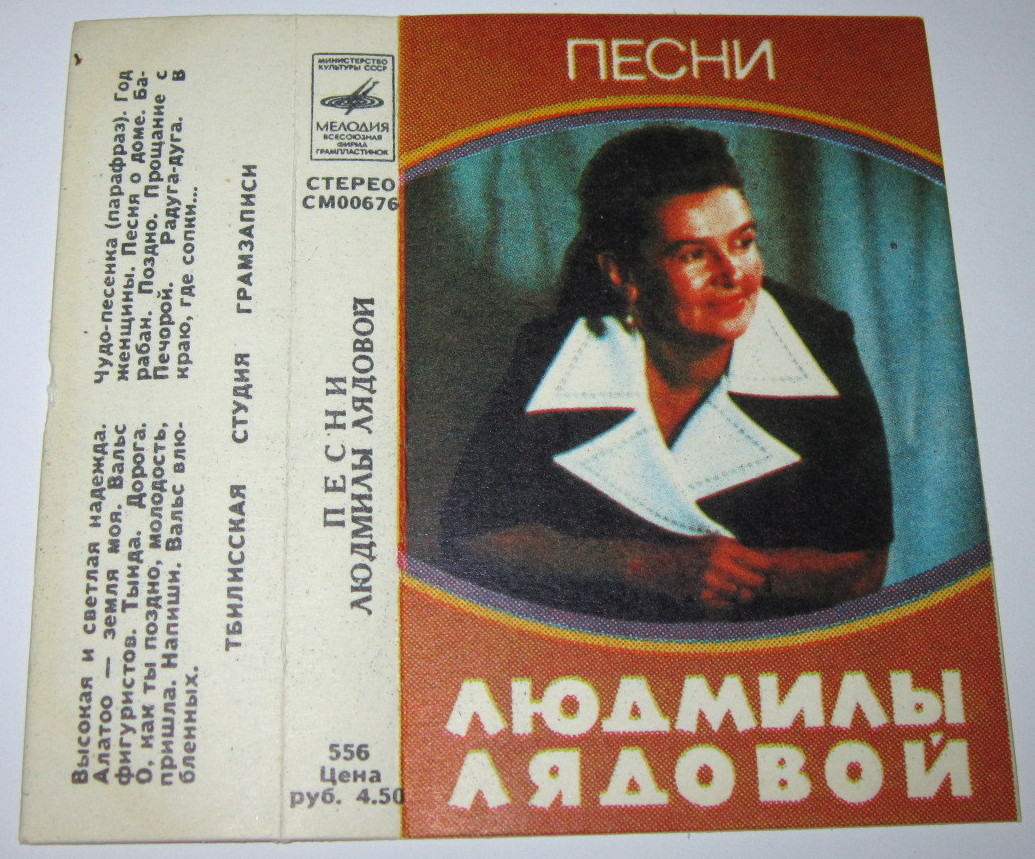 ПЕСНИ
ЛЮДМИЛЫ
ЛЯДОВОЙ
МИНИСТЕРСТВО
КУЛЬТУРЫ СССР
МЕЛОДИЯ
ВСЕСОЮЗНАЯ
ФИРМА
ГРАМПЛАСТИНОК
СТЕРЕО
СМ00676
ПЕСНИ
ЛЮДМИЛЫ ЛЯДОВОЙ
556
Цена
руб. 4.50
ТБИЛИССКАЯ СТУДИЯ ГРАМЗАПИСИ
Высокая и светлая надежда.
Алатоо — земля моя. Вальс
фигуристов. Тында. Дорога.
О, как ты поздно, молодость,
пришла. Напиши. Вальс влю-
бленных.
Чудо-песенка (парафраз). Год
женщины. Песня о доме. Ба-
рабан. Поздно. Прощание с
Печорой. Радуга-дуга. В
краю, где сопки...